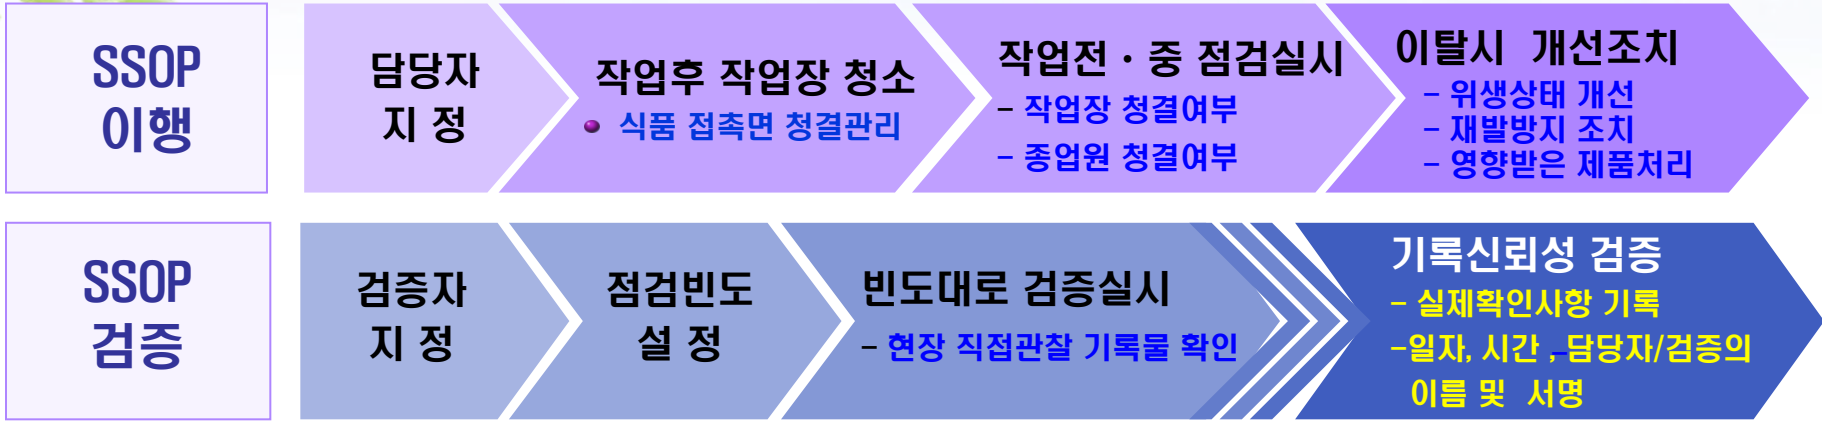 SSOP
이행
담당자
지 정
작업후 작업장 청소
식품 접촉면 청결관리
작업전 · 중 점검실시
- 작업장 청결여부
- 종업원 청결여부
이탈시 개선조치
- 위생상태 개선
- 재발방지 조치
- 영향받은 제품처리
SSOP
검증
검증자
지 정
점검빈도
설 정
빈도대로 검증실시
- 현장 직접관찰 기록물 확인
기록신뢰성 검증
- 실제확인사항 기록
-일자, 시간 , 담당자/검증의
이름 및 서명